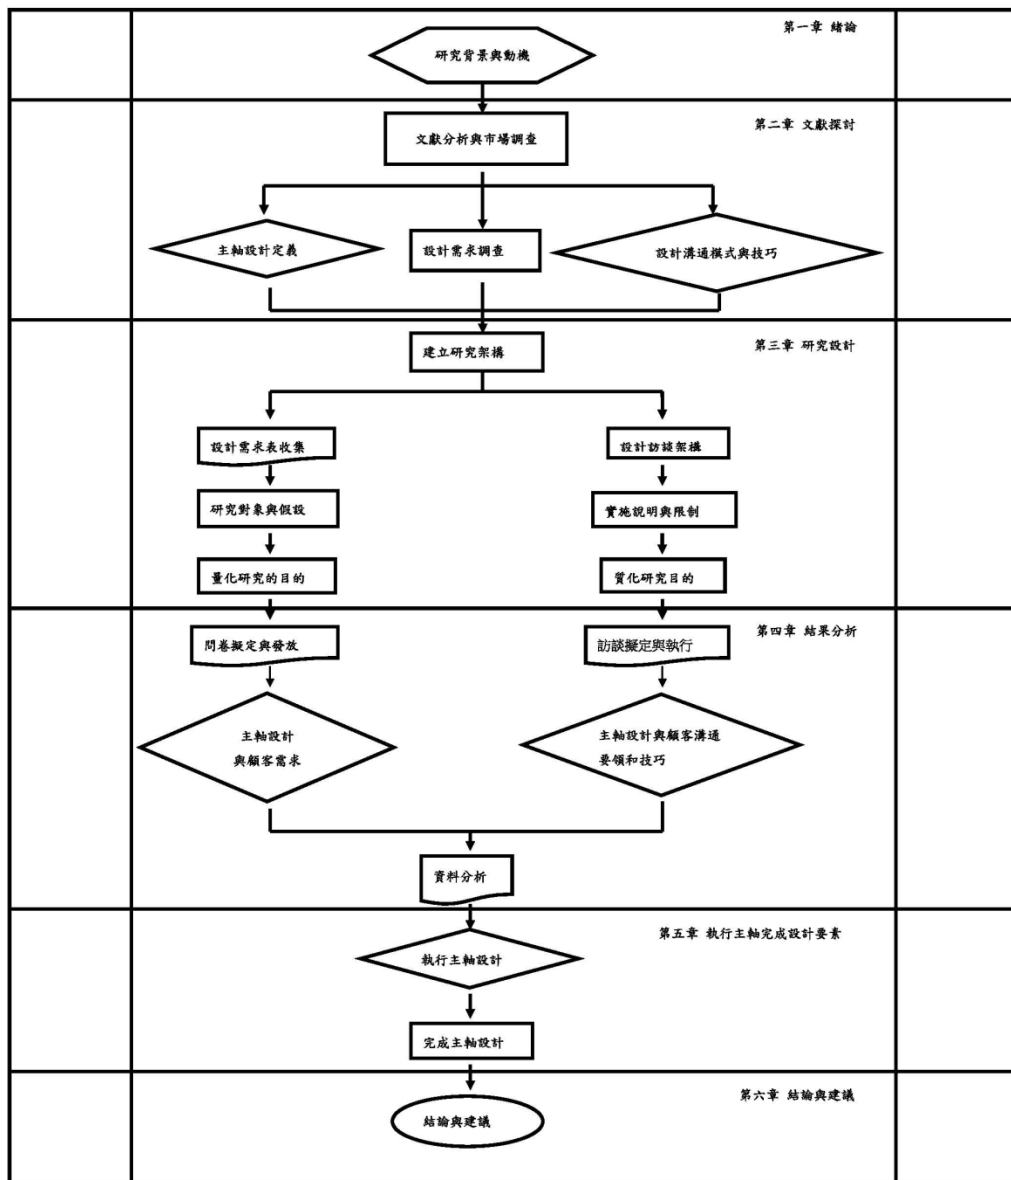 第一章 緒論
研究背景與動機
第二章 文獻探討
文獻分析與市場調查
主軸設計定義
設計需求調查
設計溝通模式與技巧
第三章 研究設計
建立研究架構
設計需求表收集
設計訪談架構
研究對象與假設
實施說明與限制
量化研究的目的
質化研究目的
第四章 結果分析
問卷擬定與發放
訪談擬定與執行
主軸設計
與顧客需求
主軸設計與顧客溝通
要領和技巧
資料分析
第五章 執行主軸完成設計要素
執行主軸設計
完成主軸設計
第六章 結論與建議
結論與建議